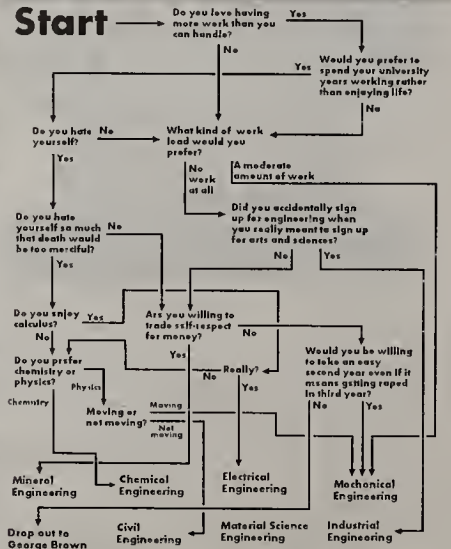 Start
Do you love having
more work than you
can handle?
Yes
No
Would you prefer to
spend your university
years working rather
than enjoying life?
Yes
No
Do you hate
yourself?
No
Yes
What kind of work
load would you
prefer?
No
work
at all
A moderate
amount of work
Did you accidentally sign
up for engineering when
you really meant to sign up
for arts and sciences?
No
Yes
Do you hate
yourself so much
that death would
be too merciful?
No
Yes
Do you enjoy
calculus?
Yes
No
Are you willing to
trade self-respect
for money?
No
Yes
Really?
No
Yes
Would you be willing
to take an easy
second year even if it
means getting raped
in third year?
No
Yes
Do you prefer
chemistry or
physics?
Chemistry
Physics
Moving or
not moving?
Moving
Not
moving
Mineral
Engineering
Chemical
Engineering
Electrical
Engineering
Mechanical
Engineering
Drop out to
George Brown
Civil
Engineering
Material Science
Engineering
Industrial
Engineering